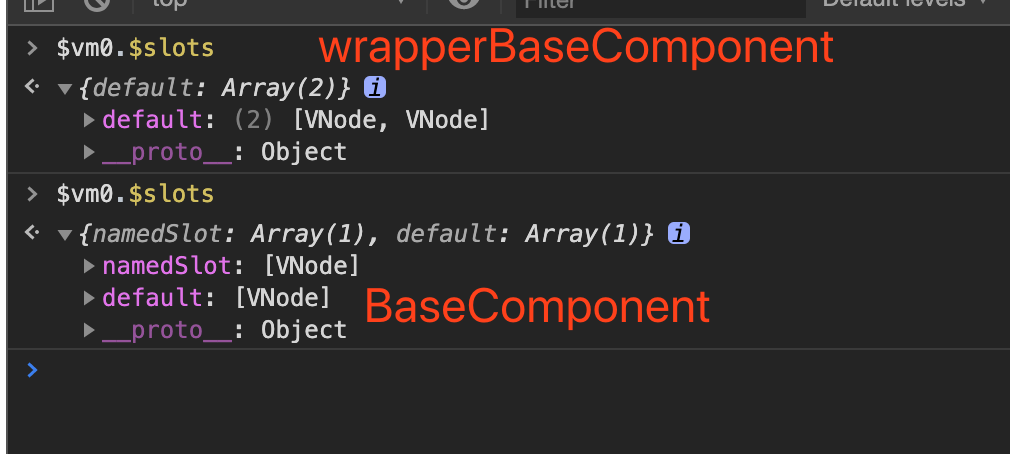 top Filter Default levels
> $vm0.$slots wrapperBaseComponent
{default: Array(2)} i
default: (2) [VNode, VNode]
__proto__: Object
> $vm0.$slots
{namedSlot: Array(1), default: Array(1)} i
namedSlot: [VNode]
default: [VNode] BaseComponent
__proto__: Object
>